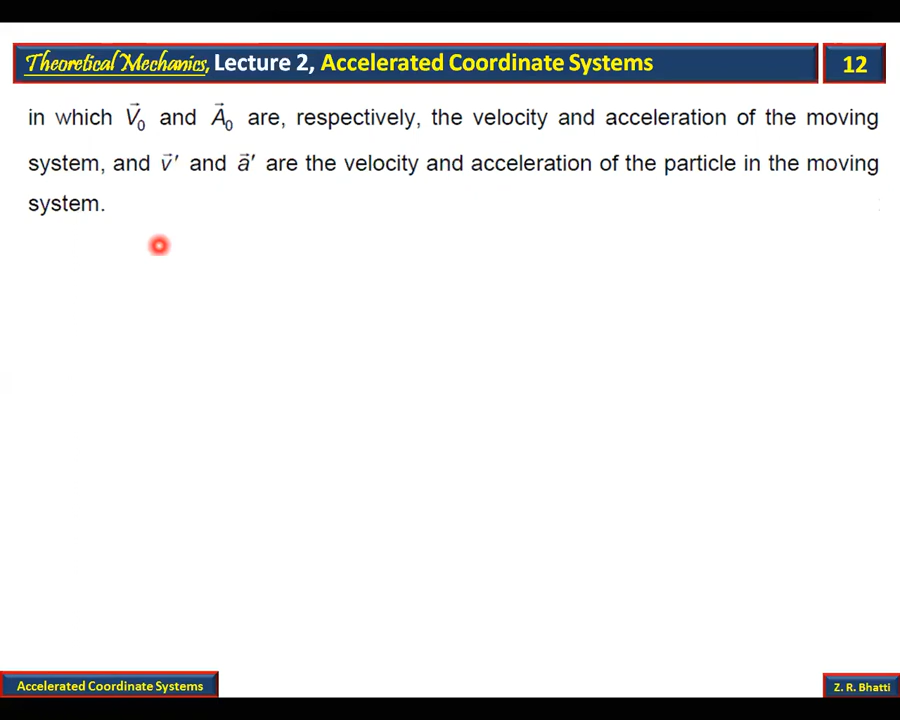 Theoretical Mechanics, Lecture 2, Accelerated Coordinate Systems 12
in which V⃗₀ and A⃗₀ are, respectively, the velocity and acceleration of the moving
system, and v⃗′ and a⃗′ are the velocity and acceleration of the particle in the moving
system.
Accelerated Coordinate Systems Z. R. Bhatti